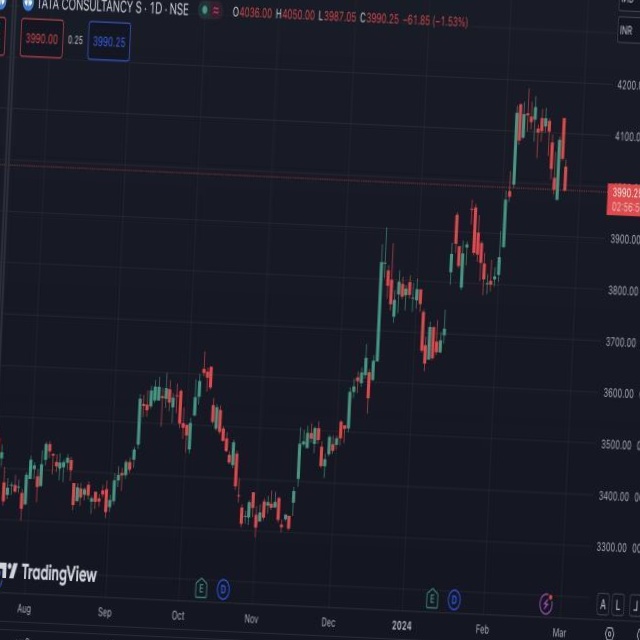 TATA CONSULTANCY S · 1D · NSE O4036.00 H4050.00 L3987.05 C3990.25 −61.85 (−1.53%)
3990.00 0.25 3990.25
INR
4200.
4100.
3990.25
02:56:5
3900.00
3800.00
3700.00
3600.00
3500.00
3400.00
3300.00
E D E D
TradingView
A L
Aug Sep Oct Nov Dec 2024 Feb Mar